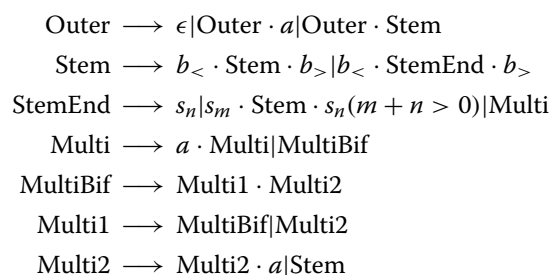 Outer ⟶ ϵ|Outer · a|Outer · Stem
Stem ⟶ b< · Stem · b>|b< · StemEnd · b>
StemEnd ⟶ sn|sm · Stem · sn(m + n > 0)|Multi
Multi ⟶ a · Multi|MultiBif
MultiBif ⟶ Multi1 · Multi2
Multi1 ⟶ MultiBif|Multi2
Multi2 ⟶ Multi2 · a|Stem